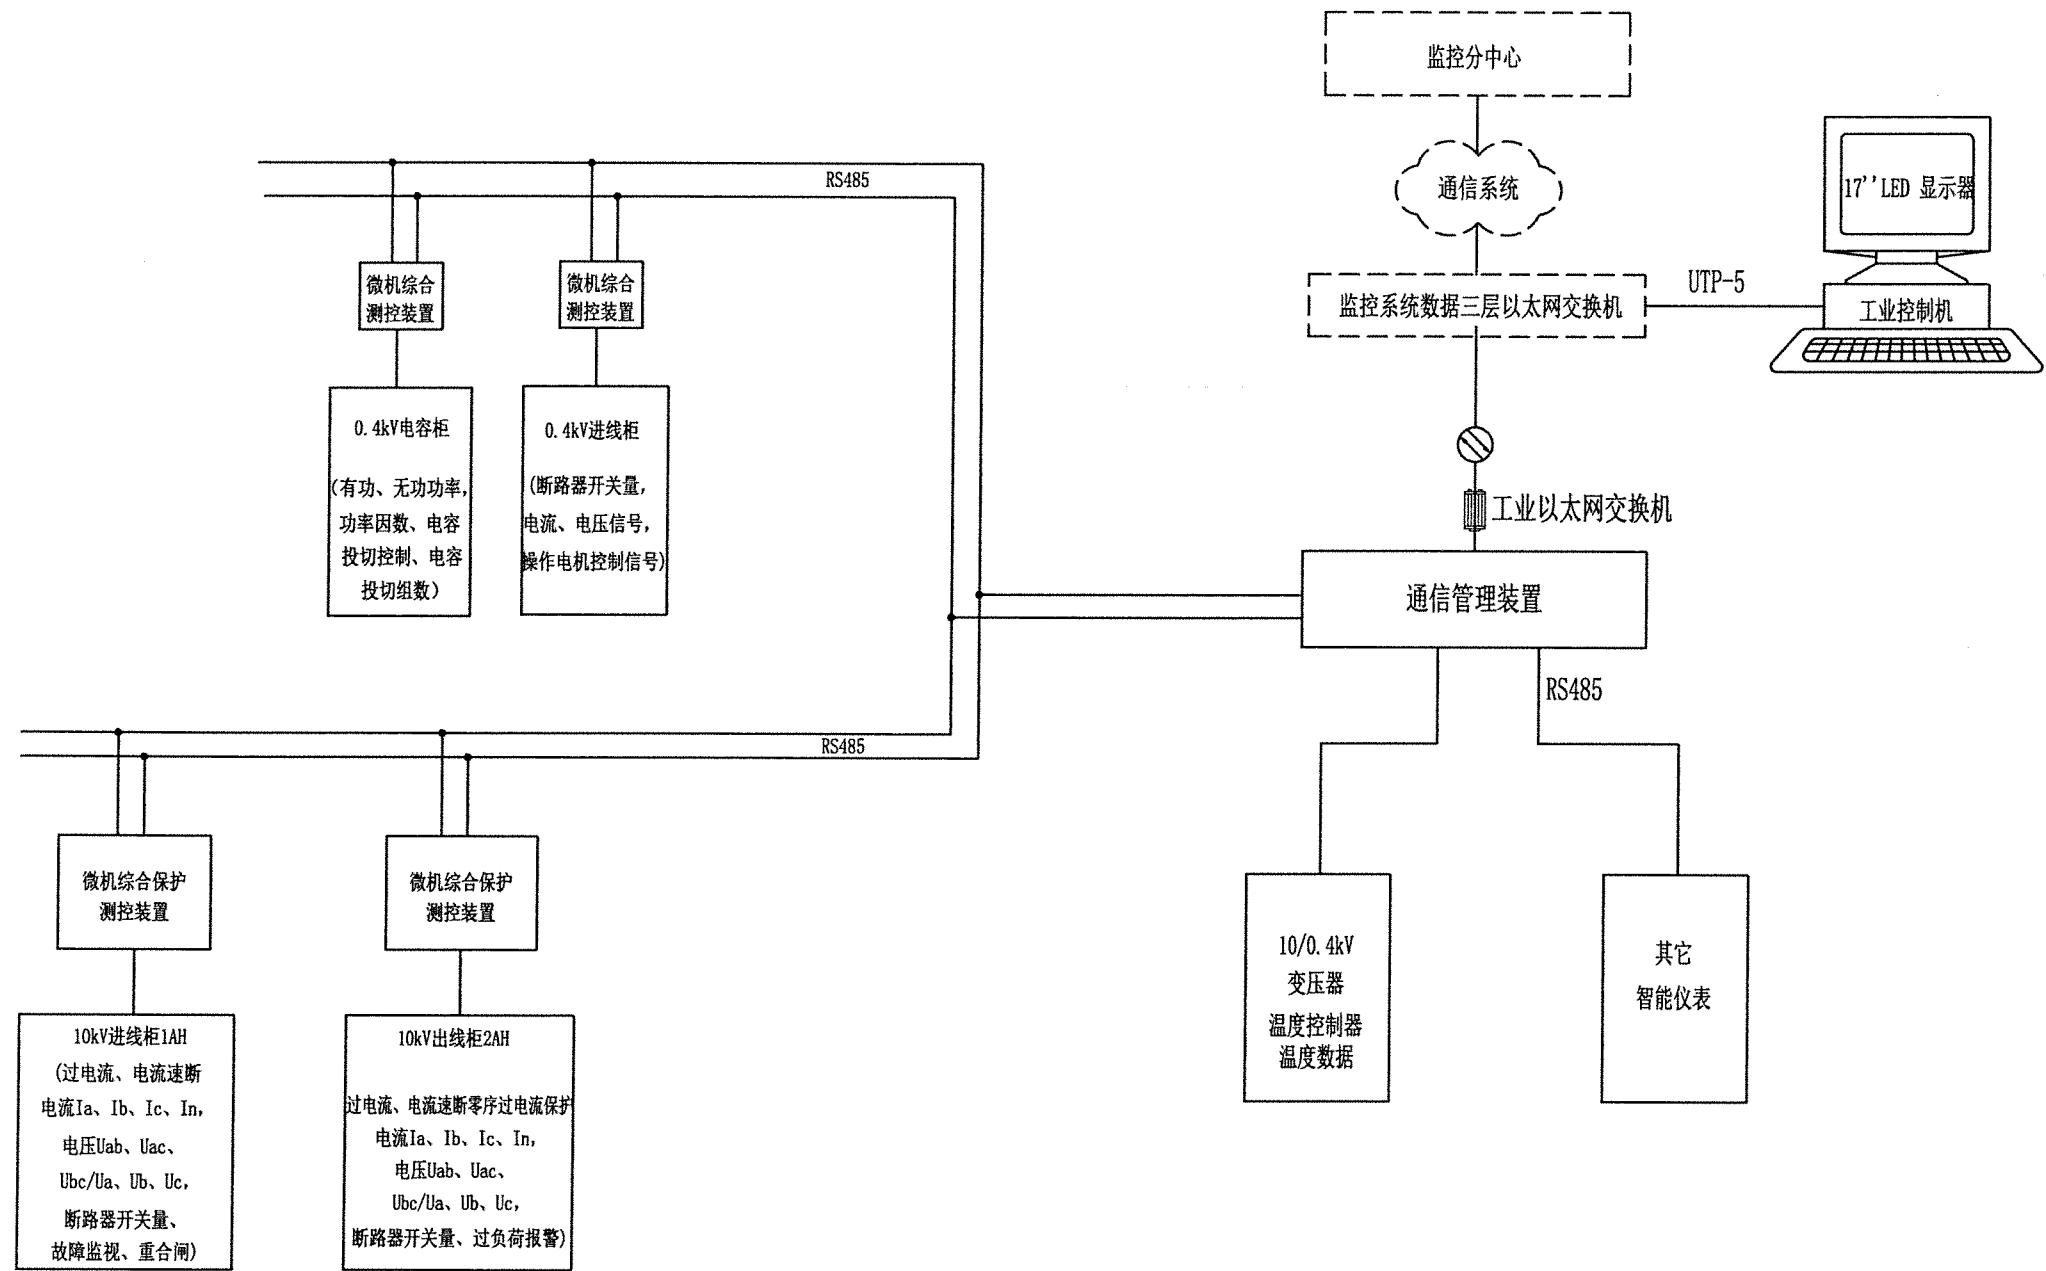 监控分中心
通信系统
17''LED 显示器
UTP-5
监控系统数据三层以太网交换机
工业控制机
工业以太网交换机
通信管理装置
RS485
RS485
微机综合
测控装置
微机综合
测控装置
0.4kV电容柜
(有功、无功功率,
功率因数、电容
投切控制、电容
投切组数)
0.4kV进线柜
(断路器开关量,
电流、电压信号,
操作电机控制信号)
RS485
微机综合保护
测控装置
微机综合保护
测控装置
10kV进线柜1AH
(过电流、电流速断
电流Ia、Ib、Ic、In,
电压Uab、Uac、
Ubc/Ua、Ub、Uc,
断路器开关量、
故障监视、重合闸)
10kV出线柜2AH
过电流、电流速断零序过电流保护
电流Ia、Ib、Ic、In,
电压Uab、Uac、
Ubc/Ua、Ub、Uc,
断路器开关量、过负荷报警)
10/0.4kV
变压器
温度控制器
温度数据
其它
智能仪表